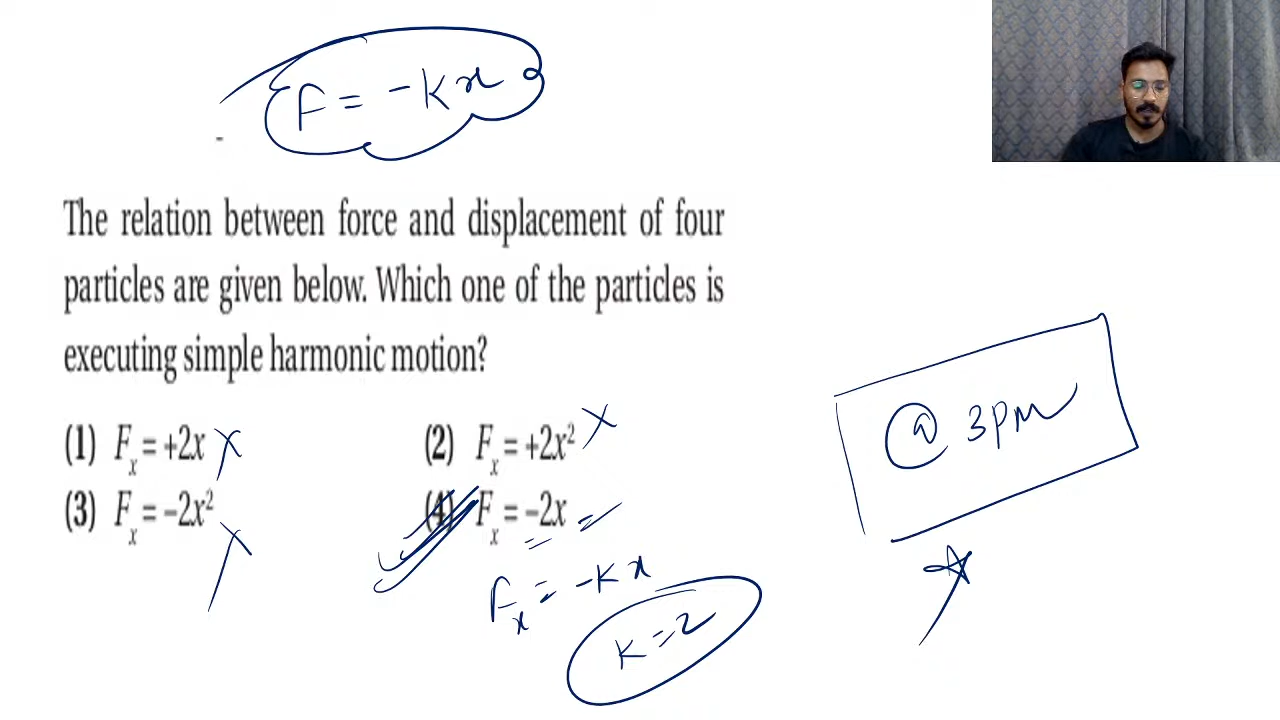 F = -kx
The relation between force and displacement of four
particles are given below. Which one of the particles is
executing simple harmonic motion?
(1) Fₓ = +2x x
(2) Fₓ = +2x² x
(3) Fₓ = -2x² x
(4) Fₓ = -2x
Fₓ = -kx
k = 2
@ 3PM